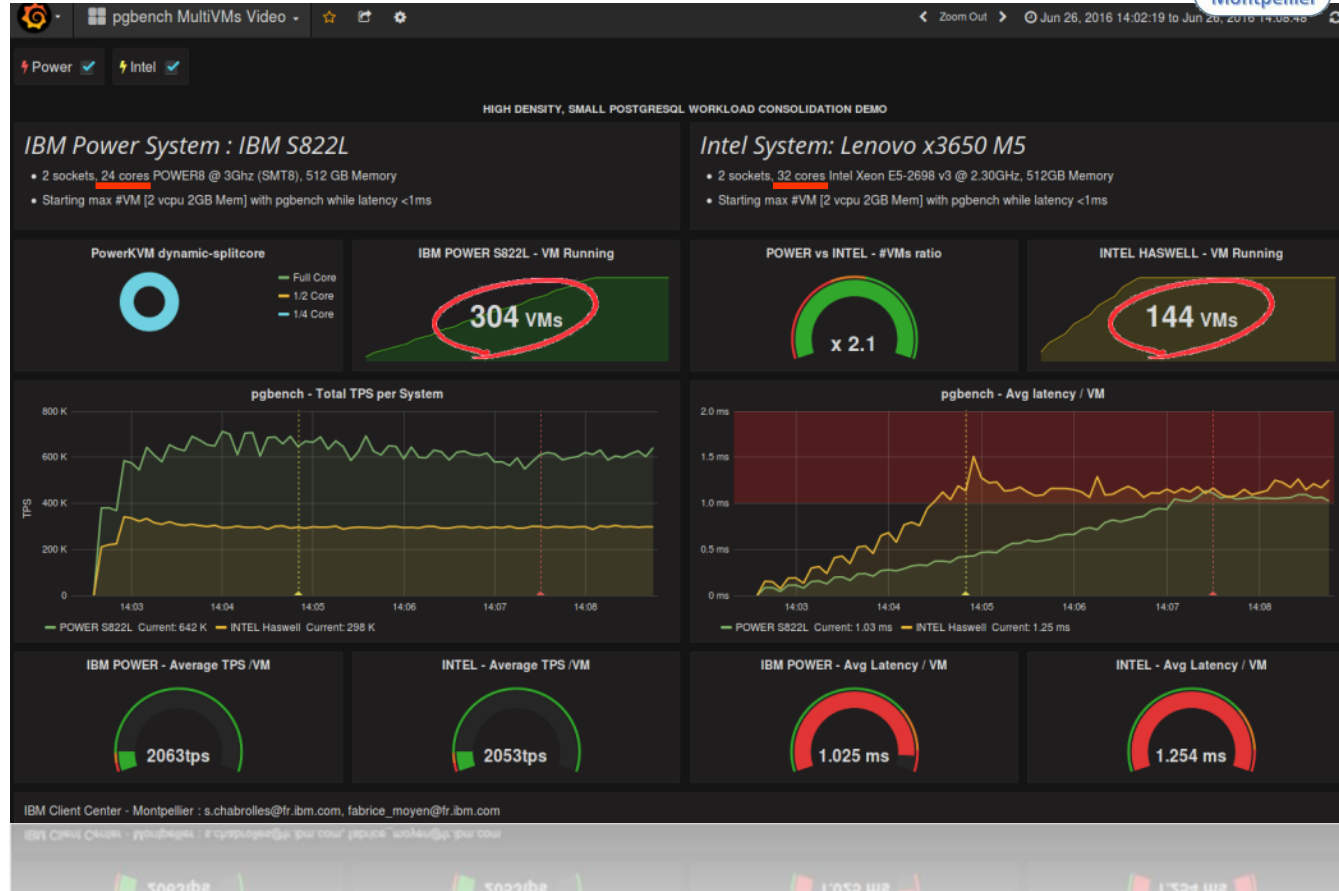 Montpellier
pgbench MultiVMs Video
Zoom Out Jun 26, 2016 14:02:19 to Jun 26, 2016 14:08:48
Power Intel
HIGH DENSITY, SMALL POSTGRESQL WORKLOAD CONSOLIDATION DEMO
IBM Power System : IBM S822L
• 2 sockets, 24 cores POWER8 @ 3Ghz (SMT8), 512 GB Memory
• Starting max #VM [2 vcpu 2GB Mem] with pgbench while latency <1ms
Intel System: Lenovo x3650 M5
• 2 sockets, 32 cores Intel Xeon E5-2698 v3 @ 2.30GHz, 512GB Memory
• Starting max #VM [2 vcpu 2GB Mem] with pgbench while latency <1ms
PowerKVM dynamic-splitcore
Full Core
1/2 Core
1/4 Core
IBM POWER S822L - VM Running
304 VMs
POWER vs INTEL - #VMs ratio
x 2.1
INTEL HASWELL - VM Running
144 VMs
pgbench - Total TPS per System
800 K
600 K
400 K
200 K
0
TPS
14:03 14:04 14:05 14:06 14:07 14:08
POWER S822L Current: 642 K INTEL Haswell Current: 298 K
pgbench - Avg latency / VM
2.0 ms
1.5 ms
1.0 ms
0.5 ms
0 ms
14:03 14:04 14:05 14:06 14:07 14:08
POWER S822L Current: 1.03 ms INTEL Haswell Current: 1.25 ms
IBM POWER - Average TPS /VM
2063tps
INTEL - Average TPS /VM
2053tps
IBM POWER - Avg Latency / VM
1.025 ms
INTEL - Avg Latency / VM
1.254 ms
IBM Client Center - Montpellier : s.chabrolles@fr.ibm.com, fabrice_moyen@fr.ibm.com